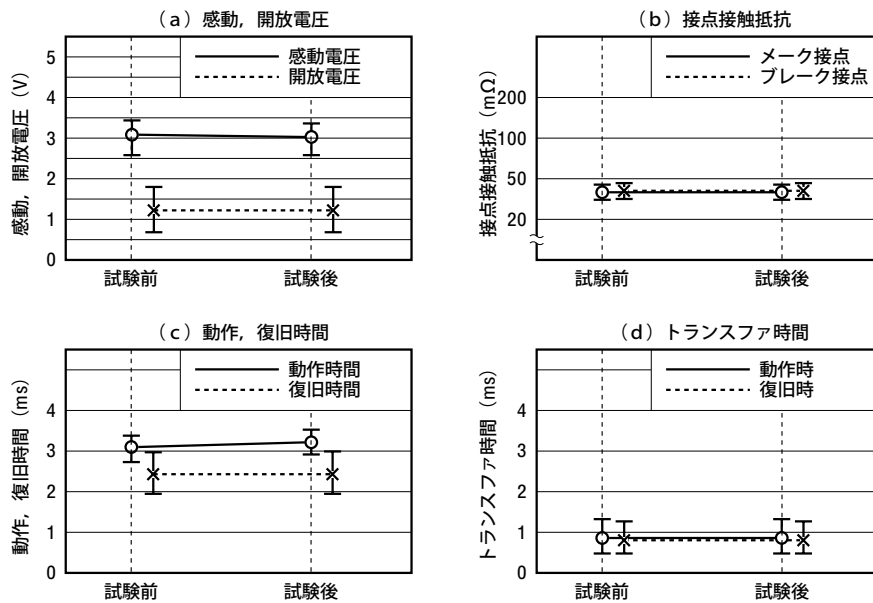 （a）感動，開放電圧
感動，開放電圧（V）
5
4
3
2
1
0
感動電圧
開放電圧
試験前
試験後
（b）接点接触抵抗
接点接触抵抗（mΩ）
200
100
50
20
メーク接点
ブレーク接点
試験前
試験後
（c）動作，復旧時間
動作，復旧時間（ms）
4
3
2
1
0
動作時間
復旧時間
試験前
試験後
（d）トランスファ時間
トランスファ時間（ms）
4
3
2
1
0
動作時
復旧時
試験前
試験後